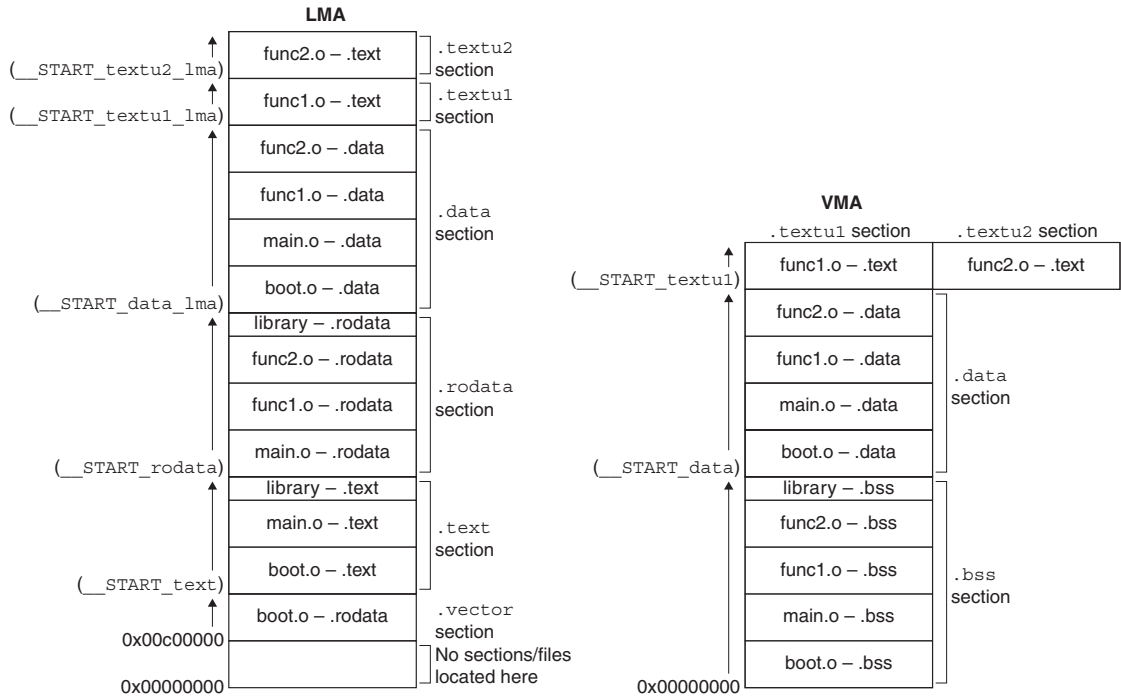 LMA
func2.o – .text
.textu2
section
(__START_textu2_lma)
func1.o – .text
.textu1
section
(__START_textu1_lma)
func2.o – .data
func1.o – .data
main.o – .data
boot.o – .data
.data
section
(__START_data_lma)
library – .rodata
func2.o – .rodata
func1.o – .rodata
main.o – .rodata
.rodata
section
(__START_rodata)
library – .text
main.o – .text
boot.o – .text
.text
section
(__START_text)
boot.o – .rodata
.vector
section
0x00c00000
No sections/files
located here
0x00000000
VMA
.textu1 section
.textu2 section
func1.o – .text
func2.o – .text
(__START_textu1)
func2.o – .data
func1.o – .data
main.o – .data
boot.o – .data
.data
section
(__START_data)
library – .bss
func2.o – .bss
func1.o – .bss
main.o – .bss
boot.o – .bss
.bss
section
0x00000000